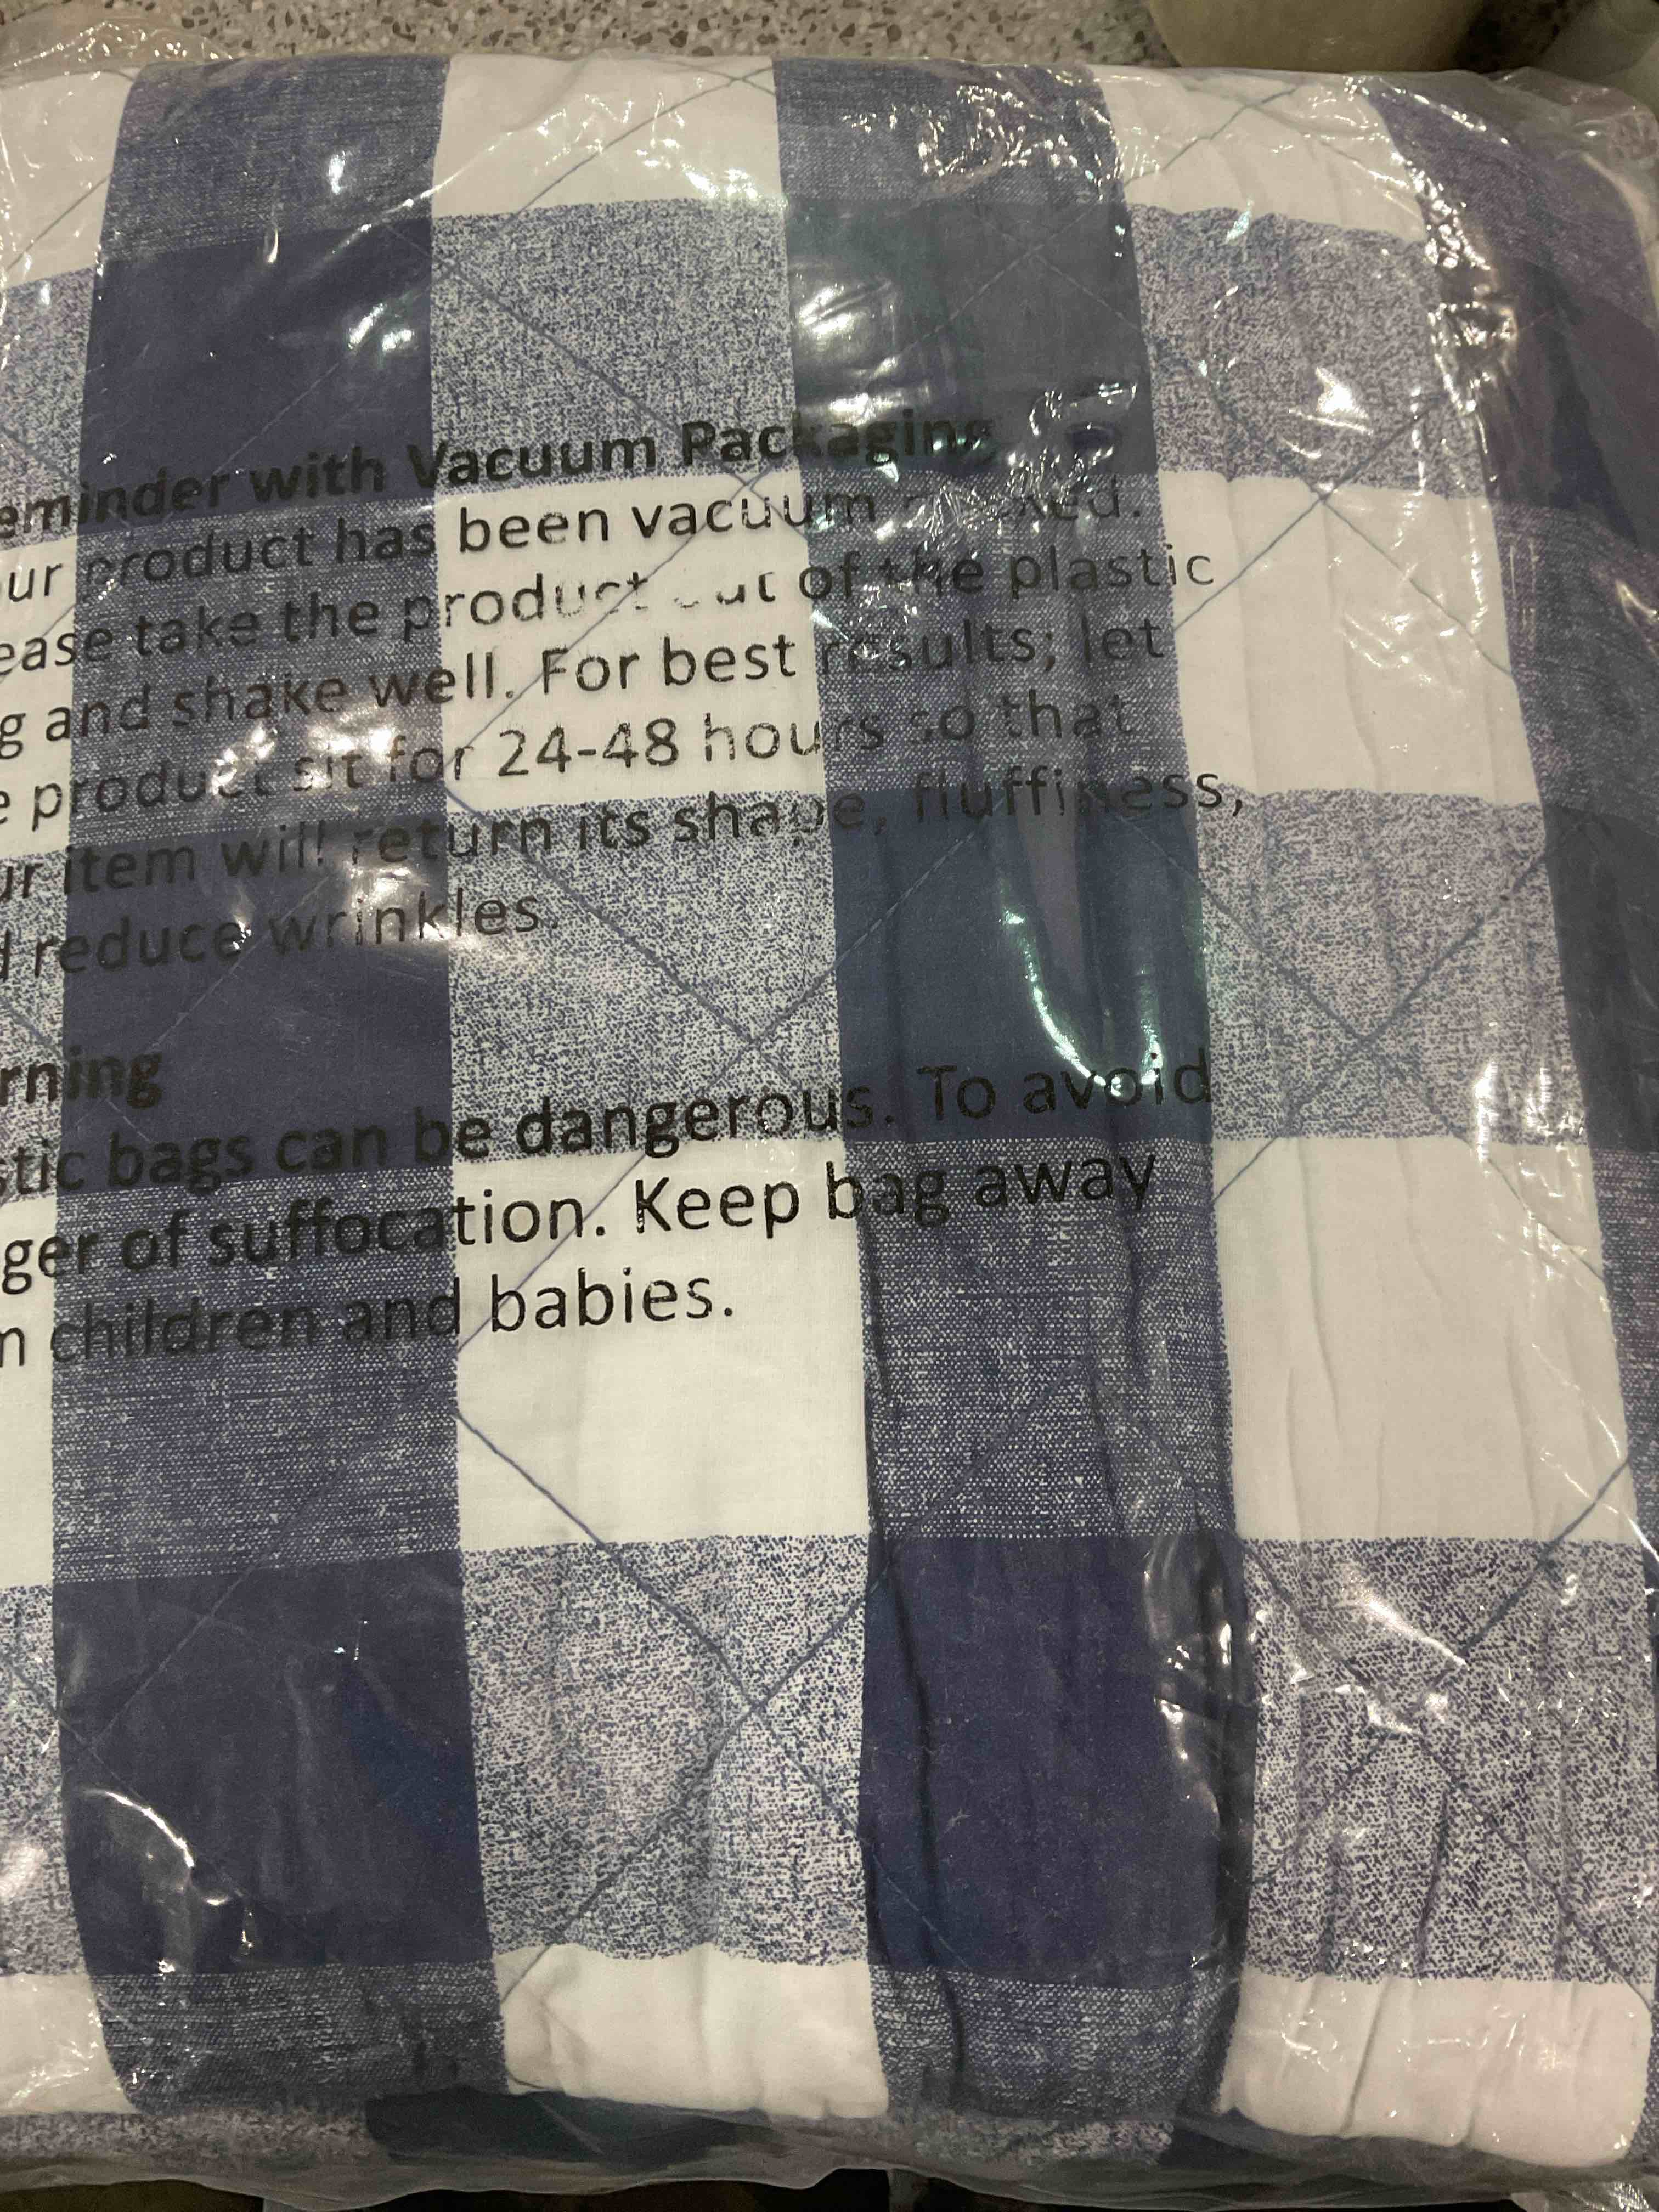 eminder with Vacuum Packaging
ur product has been vacuum
ease take the product out of the plastic
g and shake well. For best results; let
e product sit for 24-48 hours so that
ur item will return its shape, fluffiness,
d reduce wrinkles.
rning
stic bags can be dangerous. To avoid
ger of suffocation. Keep bag away
m children and babies.